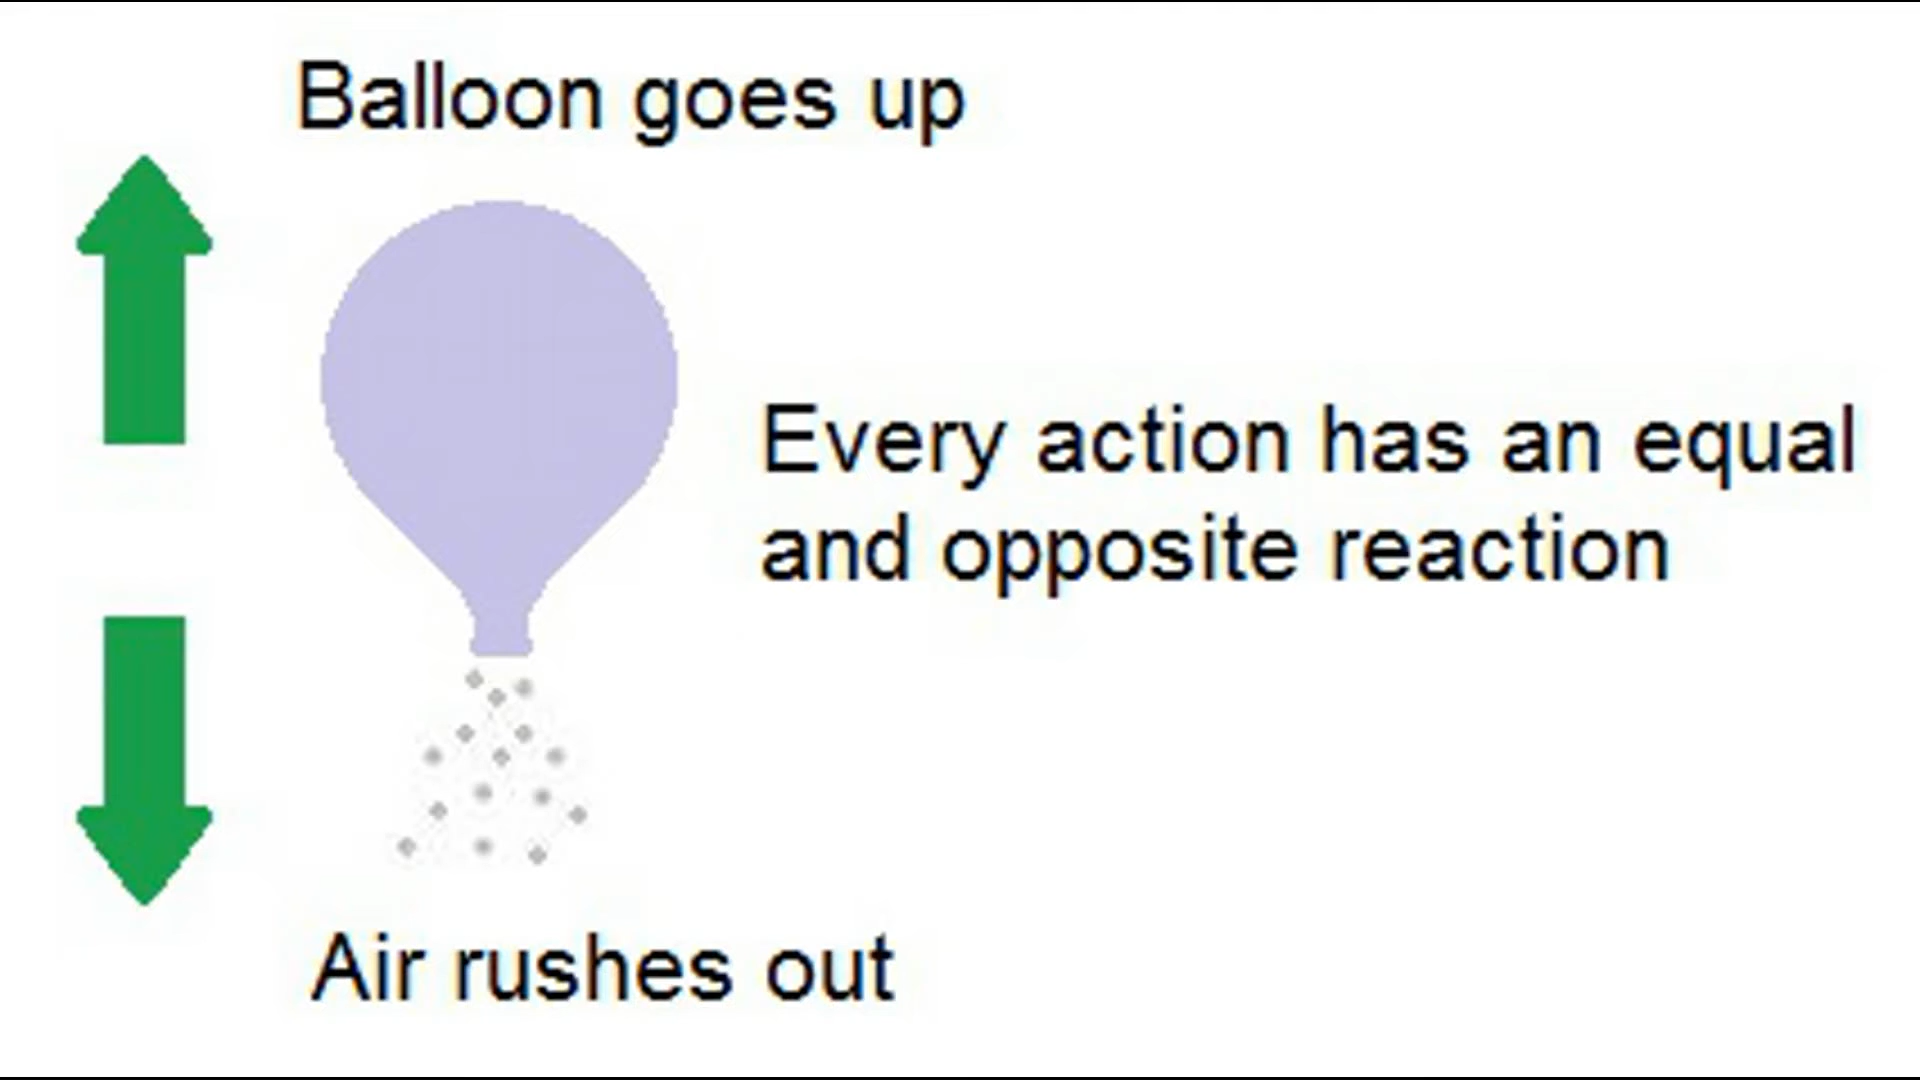 Balloon goes up
Every action has an equal
and opposite reaction
Air rushes out